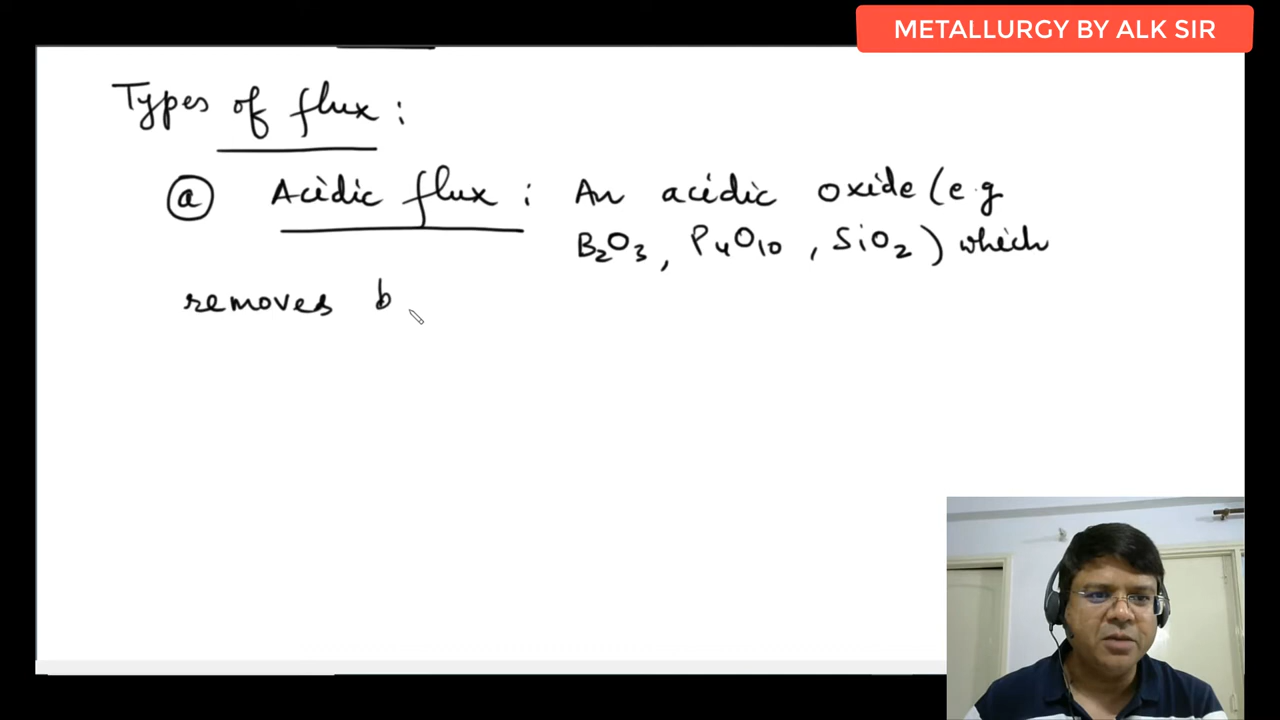 METALLURGY BY ALK SIR
Types of flux :
(a) Acidic flux : An acidic oxide (e.g
B₂O₃, P₄O₁₀, SiO₂) which
removes b